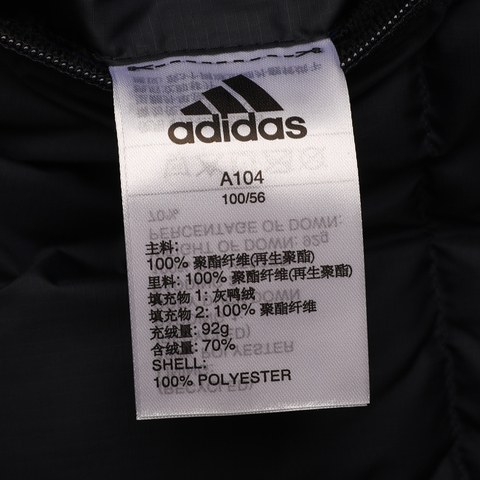 adidas
A104
100/56
主料:
100% 聚酯纤维(再生聚酯)
里料: 100% 聚酯纤维(再生聚酯)
填充物 1: 灰鸭绒
填充物 2: 100% 聚酯纤维
充绒量: 92g
含绒量: 70%
SHELL:
100% POLYESTER